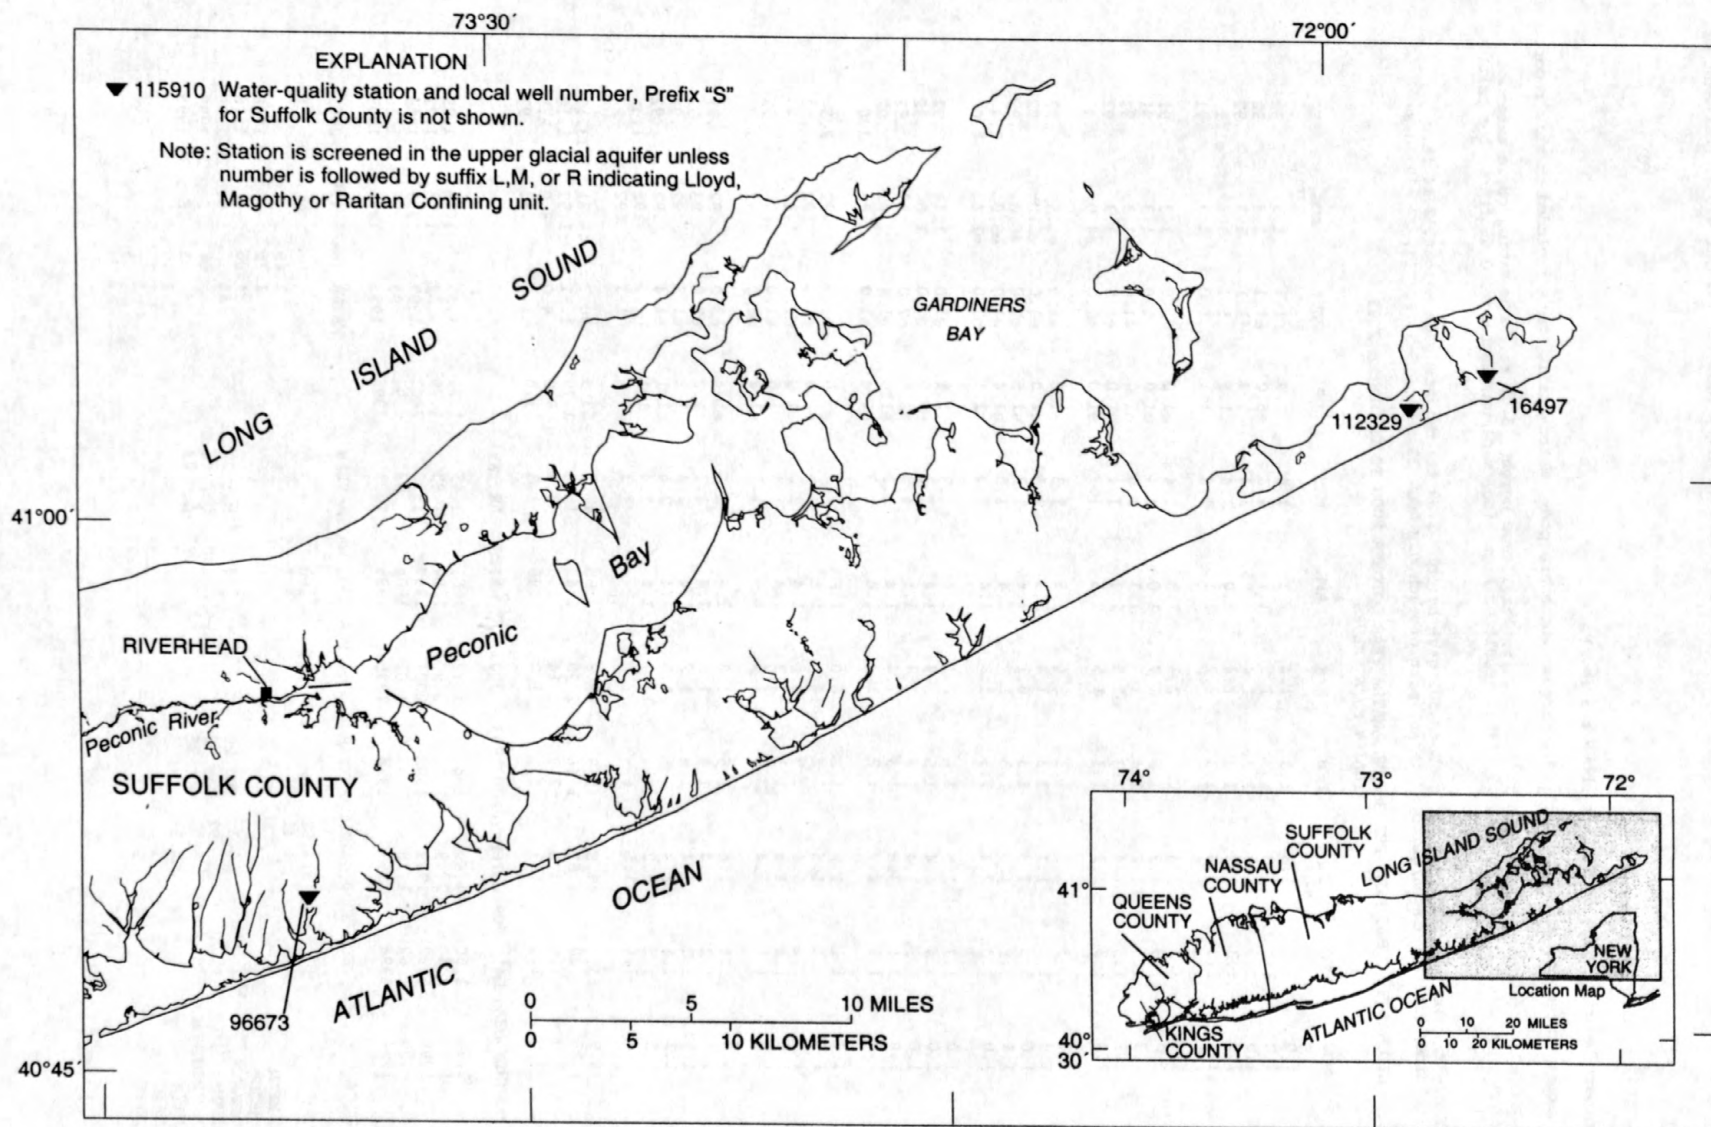 73°30´
72°00´
EXPLANATION
115910 Water-quality station and local well number, Prefix “S”
for Suffolk County is not shown.
Note: Station is screened in the upper glacial aquifer unless
number is followed by suffix L,M, or R indicating Lloyd,
Magothy or Raritan Confining unit.
LONG ISLAND SOUND
GARDINERS
BAY
16497
112329
41°00´
Peconic Bay
RIVERHEAD
Peconic River
SUFFOLK COUNTY
96673
ATLANTIC OCEAN
0 5 10 MILES
0 5 10 KILOMETERS
40°45´
74° 73° 72°
41°
40°
30´
SUFFOLK
COUNTY
NASSAU
COUNTY
QUEENS
COUNTY
KINGS
COUNTY
LONG ISLAND SOUND
ATLANTIC OCEAN
NEW
YORK
Location Map
0 10 20 MILES
0 10 20 KILOMETERS